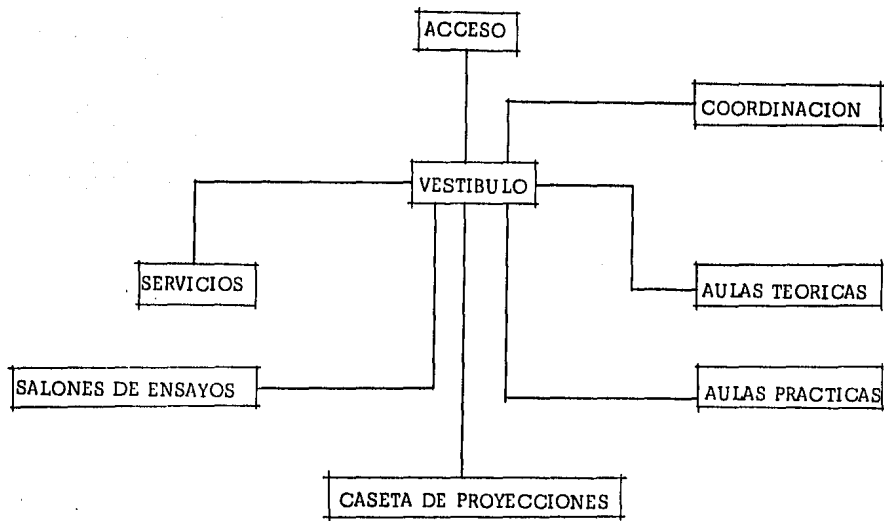 ACCESO
COORDINACION
VESTIBULO
SERVICIOS
AULAS TEORICAS
SALONES DE ENSAYOS
AULAS PRACTICAS
CASETA DE PROYECCIONES